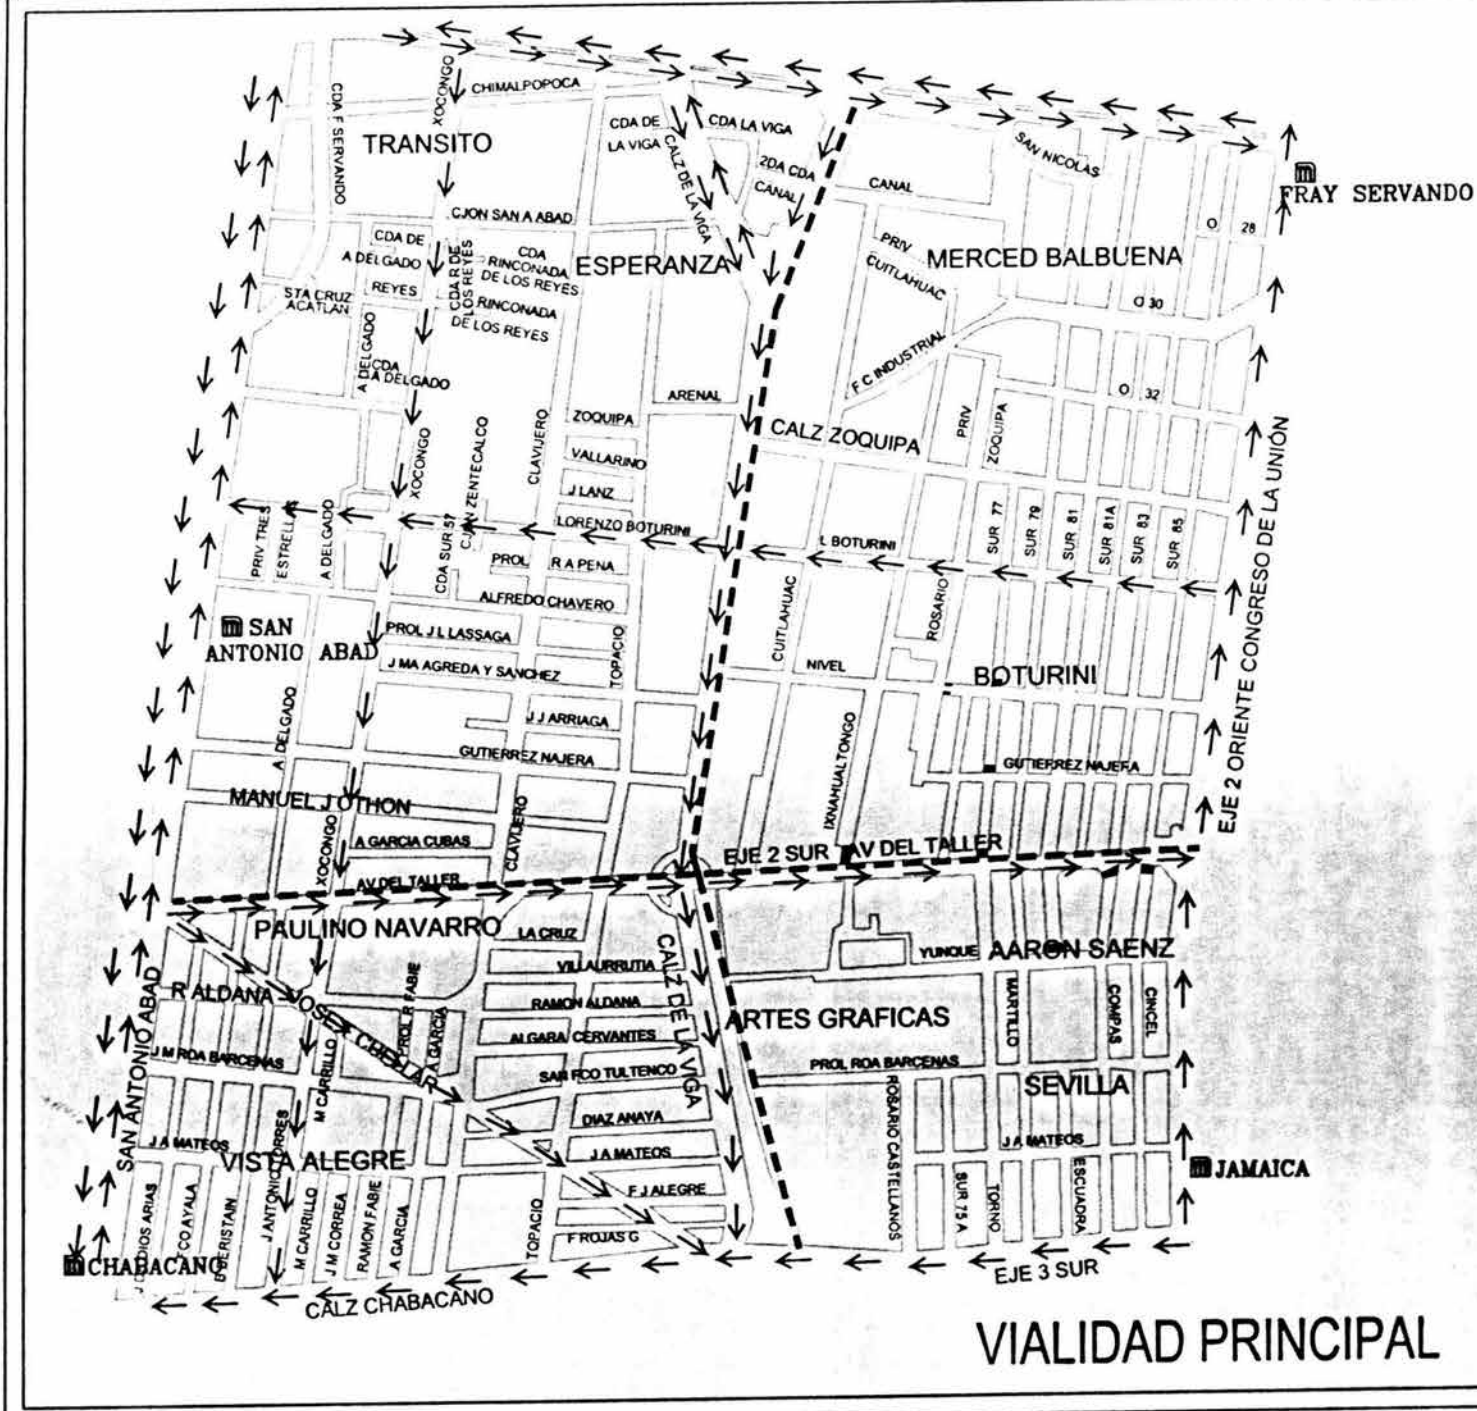 CDA F SERVANDO
XOCONGO
CHIMALPOPOCA
TRANSITO
CDA DE
LA VIGA
CDA LA VIGA
CALZ DE LA VIGA
2DA CDA
CANAL
CANAL
SAN NICOLAS
FRAY SERVANDO
CJON SAN A ABAD
CDA DE
A DELGADO
CDA R DE
LOS REYES
CDA
RINCONADA
DE LOS REYES
ESPERANZA
PRIV
CUITLAHUAC
MERCED BALBUENA
O 28
REYES
STA CRUZ
ACATLAN
RINCONADA
DE LOS REYES
O 30
A DELGADO
CDA
A DELGADO
F C INDUSTRIAL
ARENAL
O 32
ZOQUIPA
CALZ ZOQUIPA
PRIV
ZOQUIPA
XOCONGO
CJON ZENTECALCO
CLAVIJERO
VALLARINO
J LANZ
LORENZO BOTURINI
L BOTURINI
SUR 77
SUR 79
SUR 81
SUR 81A
SUR 83
SUR 85
EJE 2 ORIENTE CONGRESO DE LA UNIÓN
PRIV TRES
ESTRELLAS
A DELGADO
CDA SUR 57
PROL R A PENA
ALFREDO CHAVERO
CUITLAHUAC
ROSARIO
SAN
ANTONIO ABAD
PROL J L LASSAGA
J MA AGREDA Y SANCHEZ
TOPACIO
NIVEL
BOTURINI
A DELGADO
J J ARRIAGA
GUTIERREZ NAJERA
IXNAHUALTONGO
GUTIERREZ NAJERA
MANUEL J OTHON
XOCONGO
A GARCIA CUBAS
CLAVIJERO
AV DEL TALLER
EJE 2 SUR AV DEL TALLER
PAULINO NAVARRO
LA CRUZ
VILLAURRUTIA
CALZ DE LA VIGA
YUNQUE
AARON SAENZ
SAN ANTONIO ABAD
R ALDANA
JOSE T CUELLAR
PROL R FABIE
A GARCIA
RAMON ALDANA
ALGARA CERVANTES
ARTES GRAFICAS
MARTILLO
COMPAS
CINCEL
J M ROA BARCENAS
M CARRILLO
SAN FCO TULTENCO
PROL ROA BARCENAS
SEVILLA
DIAZ ANAYA
J A MATEOS
VISTA ALEGRE
J ANTONIO TORRES
J A MATEOS
ROSARIO CASTELLANOS
J A MATEOS
JAMAICA
F J ALEGRE
F ROJAS G
TOPACIO
SUR 75 A
TORINO
ESCUADRA
CHABACANO
J DE DIOS ARIAS
F CO AYALA
B BERISTAIN
M CARRILLO
J M CORREA
RAMON FABIE
A GARCIA
CALZ CHABACANO
EJE 3 SUR
VIALIDAD PRINCIPAL